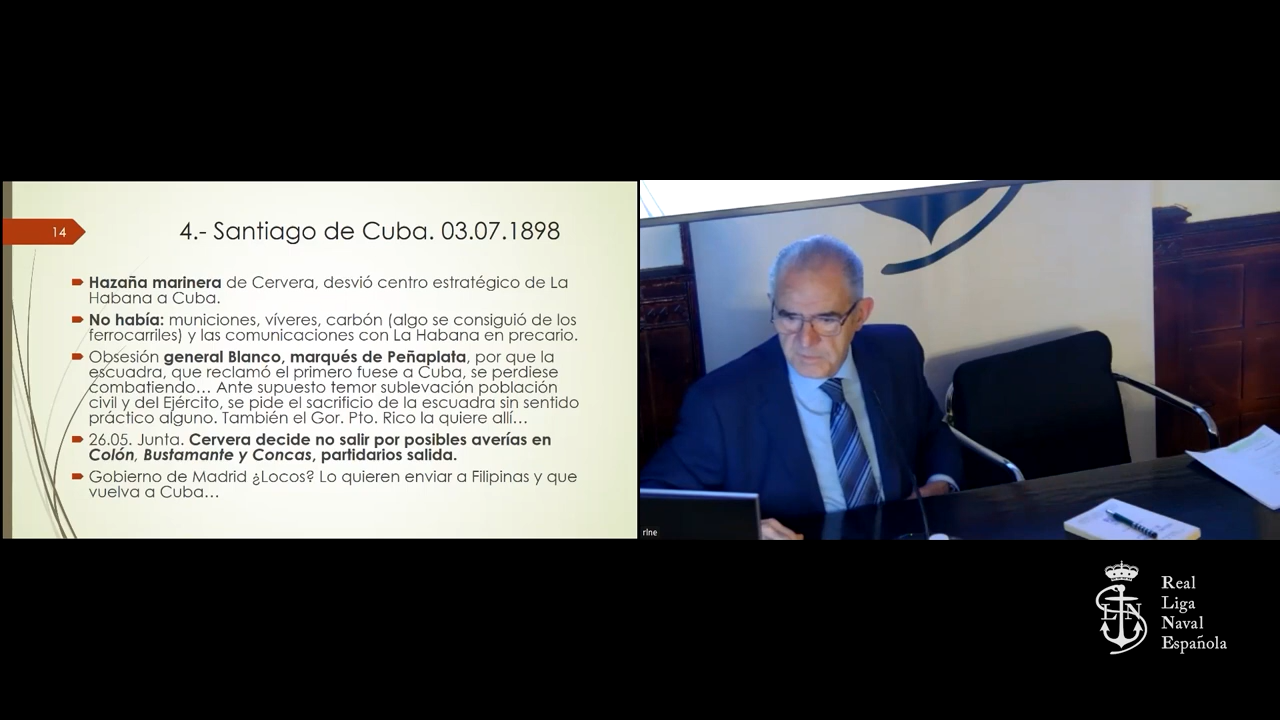 14
4.- Santiago de Cuba. 03.07.1898
Hazaña marinera de Cervera, desvió centro estratégico de La
Habana a Cuba.
No había: municiones, víveres, carbón (algo se consiguió de los
ferrocarriles) y las comunicaciones con La Habana en precario.
Obsesión general Blanco, marqués de Peñaplata, por que la
escuadra, que reclamó el primero fuese a Cuba, se perdiese
combatiendo… Ante supuesto temor sublevación población
civil y del Ejército, se pide el sacrificio de la escuadra sin sentido
práctico alguno. También el Gor. Pto. Rico la quiere allí…
26.05. Junta. Cervera decide no salir por posibles averías en
Colón, Bustamante y Concas, partidarios salida.
Gobierno de Madrid ¿Locos? Lo quieren enviar a Filipinas y que
vuelva a Cuba…
rlne
LN
Real
Liga
Naval
Española